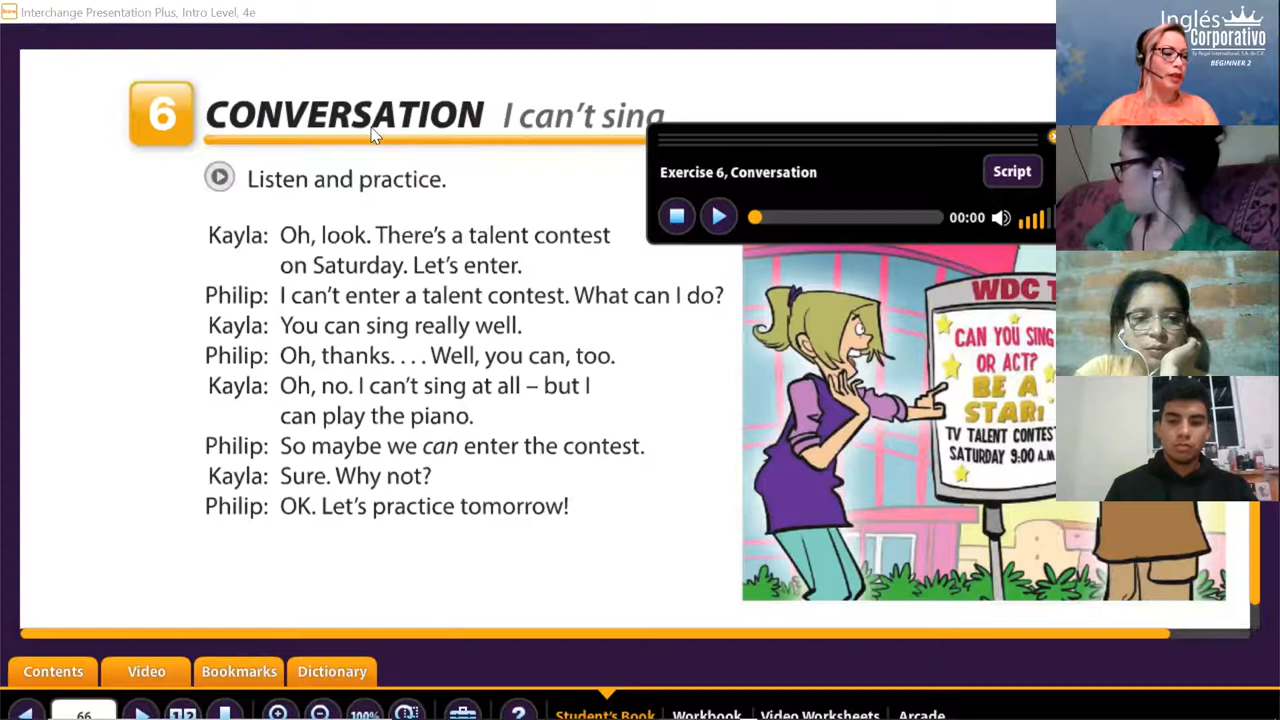 Interchange Presentation Plus, Intro Level, 4e
Inglés
Corporativo
BEGINNER 2
6 CONVERSATION I can't sing
Listen and practice.
Exercise 6, Conversation
Script
00:00
Kayla: Oh, look. There's a talent contest
on Saturday. Let's enter.
Philip: I can't enter a talent contest. What can I do?
Kayla: You can sing really well.
Philip: Oh, thanks. . . . Well, you can, too.
Kayla: Oh, no. I can't sing at all – but I
can play the piano.
Philip: So maybe we can enter the contest.
Kayla: Sure. Why not?
Philip: OK. Let's practice tomorrow!
WDC
CAN YOU SING
OR ACT?
BE A
STAR!
TV TALENT CONTEST
SATURDAY 9:00 A.M.
Contents
Video
Bookmarks
Dictionary
66
100%
?
Student's Book
Workbook
Video Worksheets
Arcade